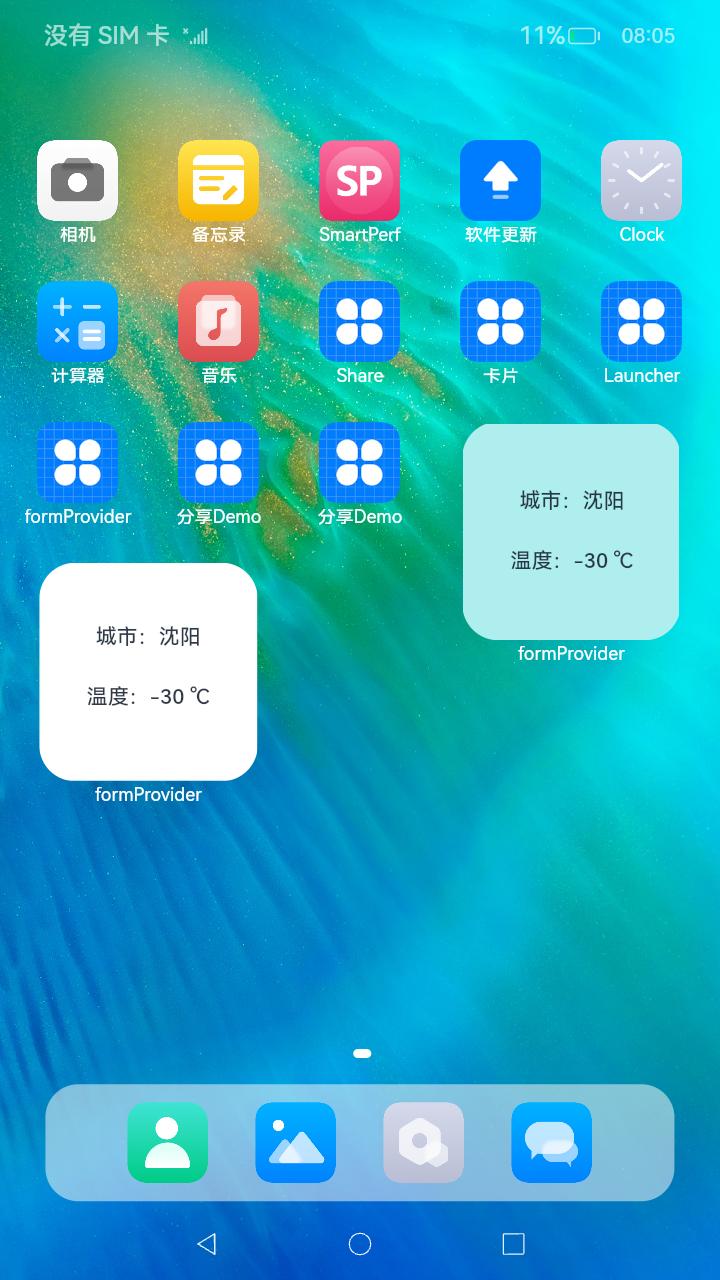 没有 SIM 卡
11%
08:05
相机
备忘录
SP
SmartPerf
软件更新
Clock
计算器
音乐
Share
卡片
Launcher
formProvider
分享Demo
分享Demo
城市：沈阳
温度：-30 ℃
formProvider
城市：沈阳
温度：-30 ℃
formProvider